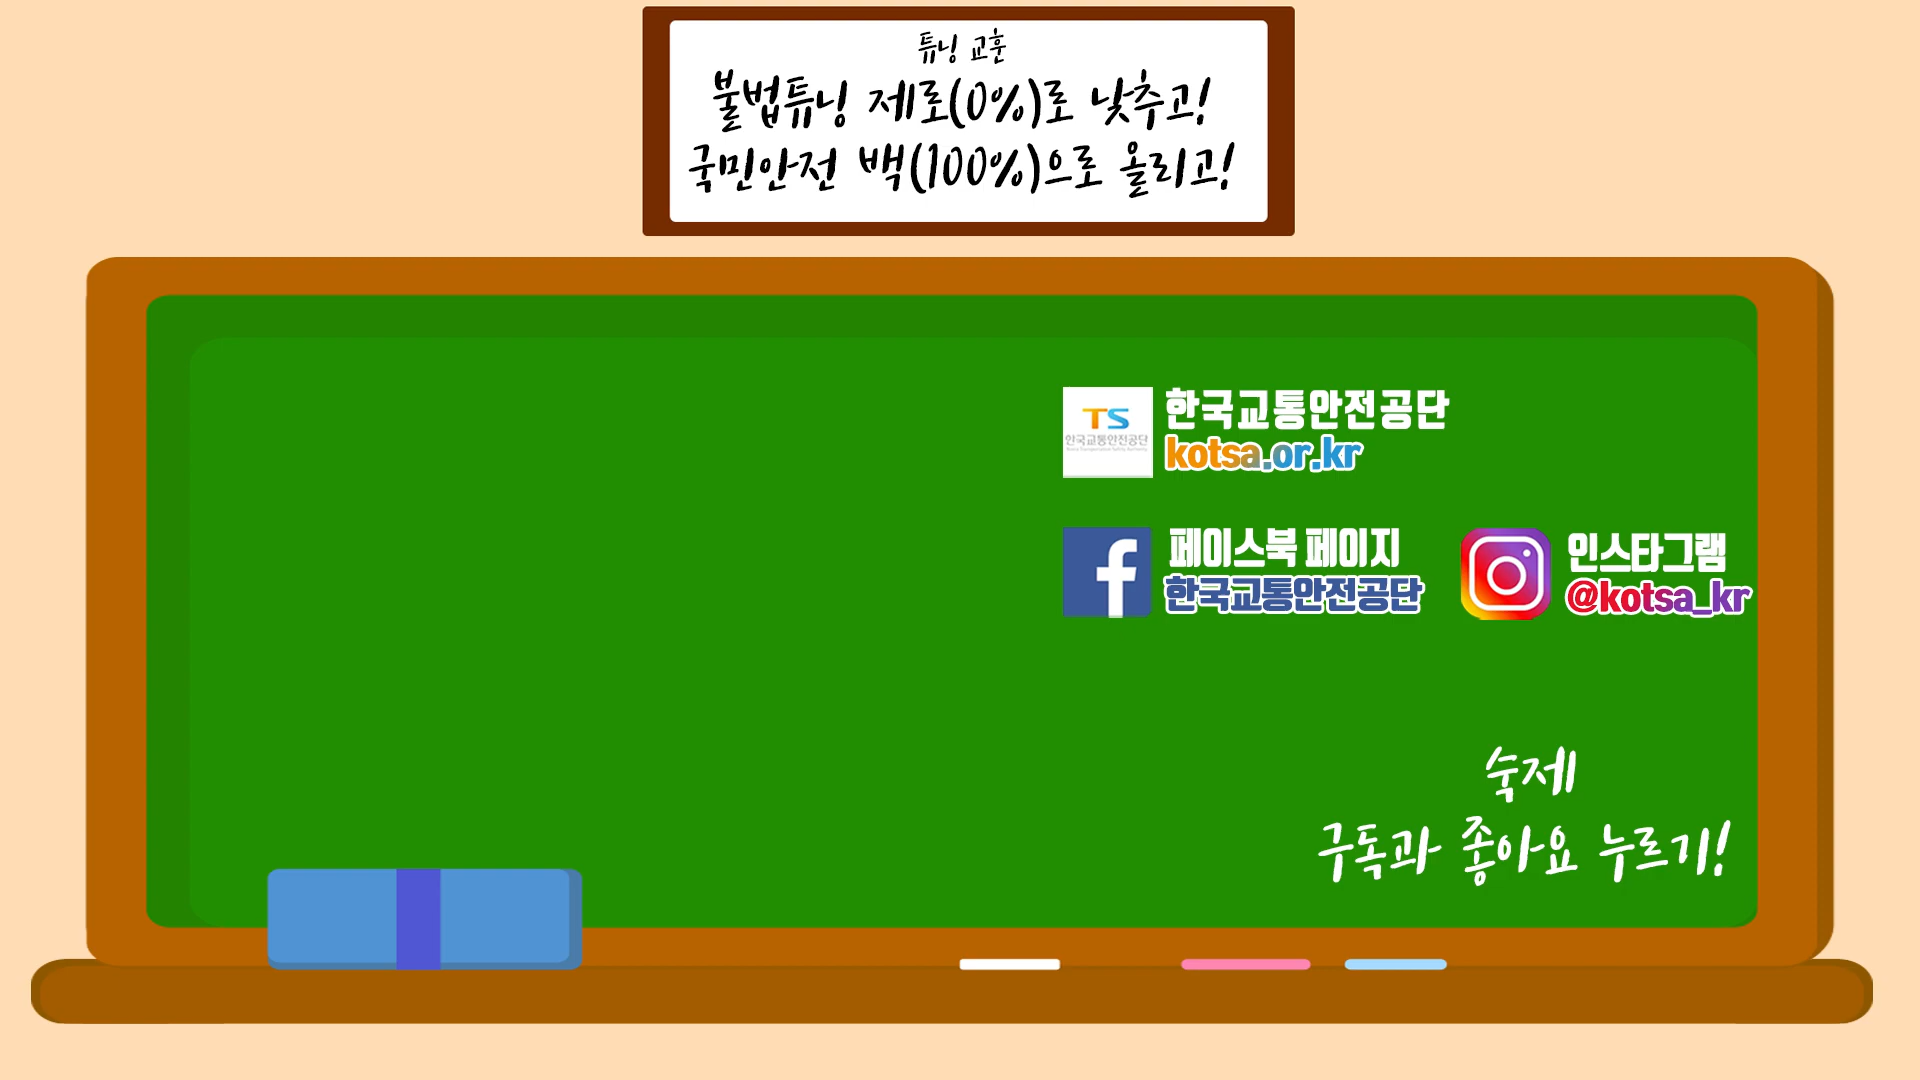 튜닝 교훈
불법튜닝 제로(0%)로 낮추고!
국민안전 백(100%)으로 올리고!
TS
한국교통안전공단
한국교통안전공단
kotsa.or.kr
페이스북 페이지
한국교통안전공단
인스타그램
@kotsa_kr
숙제
구독과 좋아요 누르기!